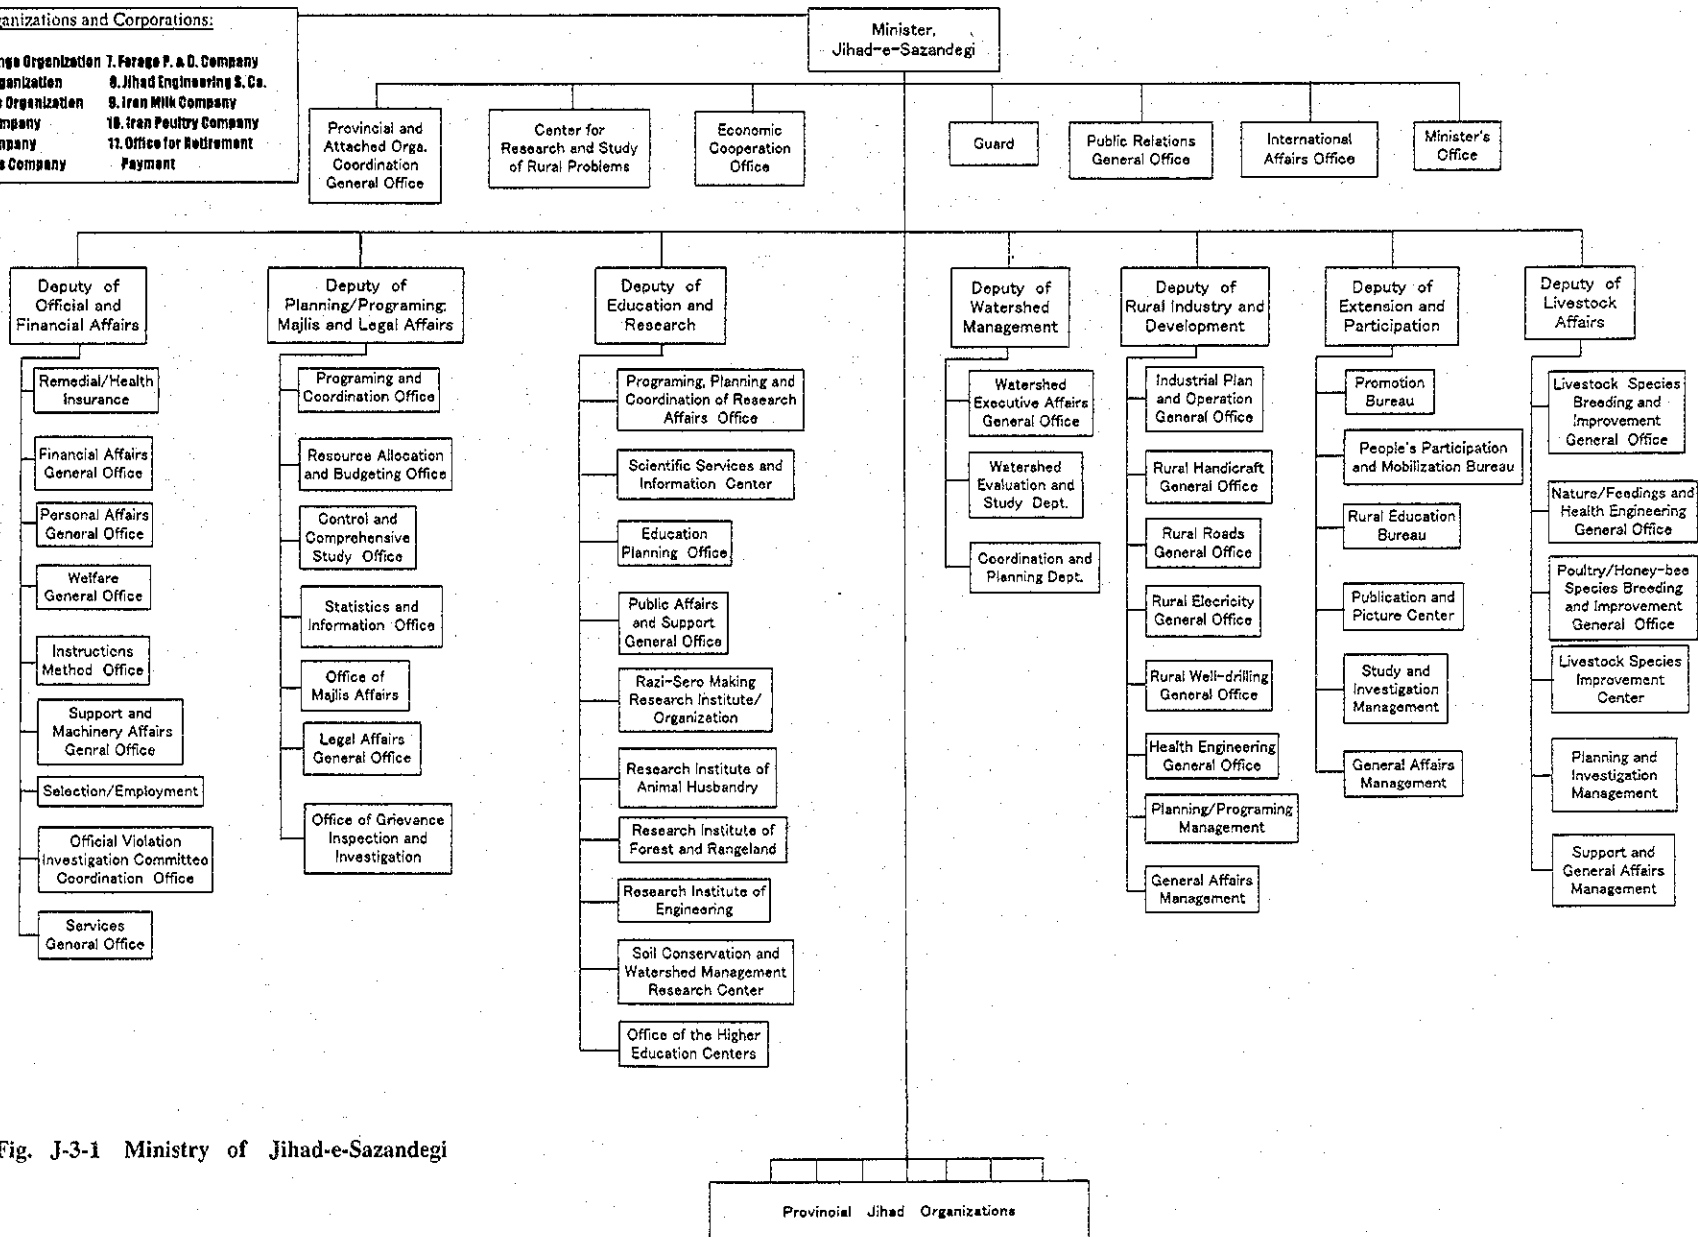 ganizations and Corporations:
nge Organization 7. Forage P. & D. Company
ganization 8. Jihad Engineering S. Co.
Organization 9. Iran Milk Company
mpany 10. Iran Poultry Company
mpany 11. Office for Retirement
s Company Payment
Minister,
Jihad-e-Sazandegi
Provincial and
Attached Orga.
Coordination
General Office
Center for
Research and Study
of Rural Problems
Economic
Cooperation
Office
Guard
Public Relations
General Office
International
Affairs Office
Minister's
Office
Deputy of
Official and
Financial Affairs
Remedial/Health
Insurance
Financial Affairs
General Office
Personal Affairs
General Office
Welfare
General Office
Instructions
Method Office
Support and
Machinery Affairs
Genral Office
Selection/Employment
Official Violation
Investigation Committeo
Coordination Office
Services
General Office
Deputy of
Planning/Programing;
Majlis and Legal Affairs
Programing and
Coordination Office
Resource Allocation
and Budgeting Office
Control and
Comprehensive
Study Office
Statistics and
Information Office
Office of
Majlis Affairs
Legal Affairs
General Office
Office of Grievance
Inspection and
Investigation
Deputy of
Education and
Research
Programing, Planning and
Coordination of Research
Affairs Office
Scientific Services and
Information Center
Education
Planning Office
Public Affairs
and Support
General Office
Razi-Sero Making
Research Institute/
Organization
Research Institute of
Animal Husbandry
Research Institute of
Forest and Rangeland
Research Institute of
Engineering
Soil Conservation and
Watershed Management
Research Center
Office of the Higher
Education Centers
Deputy of
Watershed
Management
Watershed
Executive Affairs
General Office
Watershed
Evaluation and
Study Dept.
Coordination and
Planning Dept.
Deputy of
Rural Industry and
Development
Industrial Plan
and Operation
General Office
Rural Handicraft
General Office
Rural Roads
General Office
Rural Elecricity
General Office
Rural Well-drilling
General Office
Health Engineering
General Office
Planning/Programing
Management
General Affairs
Management
Deputy of
Extension and
Participation
Promotion
Bureau
People's Participation
and Mobilization Bureau
Rural Education
Bureau
Publication and
Picture Center
Study and
Investigation
Management
General Affairs
Management
Deputy of
Livestock
Affairs
Livestock Species
Breeding and
Improvement
General Office
Nature/Feedings and
Health Engineering
General Office
Poultry/Honey-bee
Species Breeding
and Improvement
General Office
Livestock Species
Improvement
Center
Planning and
Investigation
Management
Support and
General Affairs
Management
Fig. J-3-1 Ministry of Jihad-e-Sazandegi
Provincial Jihad Organizations